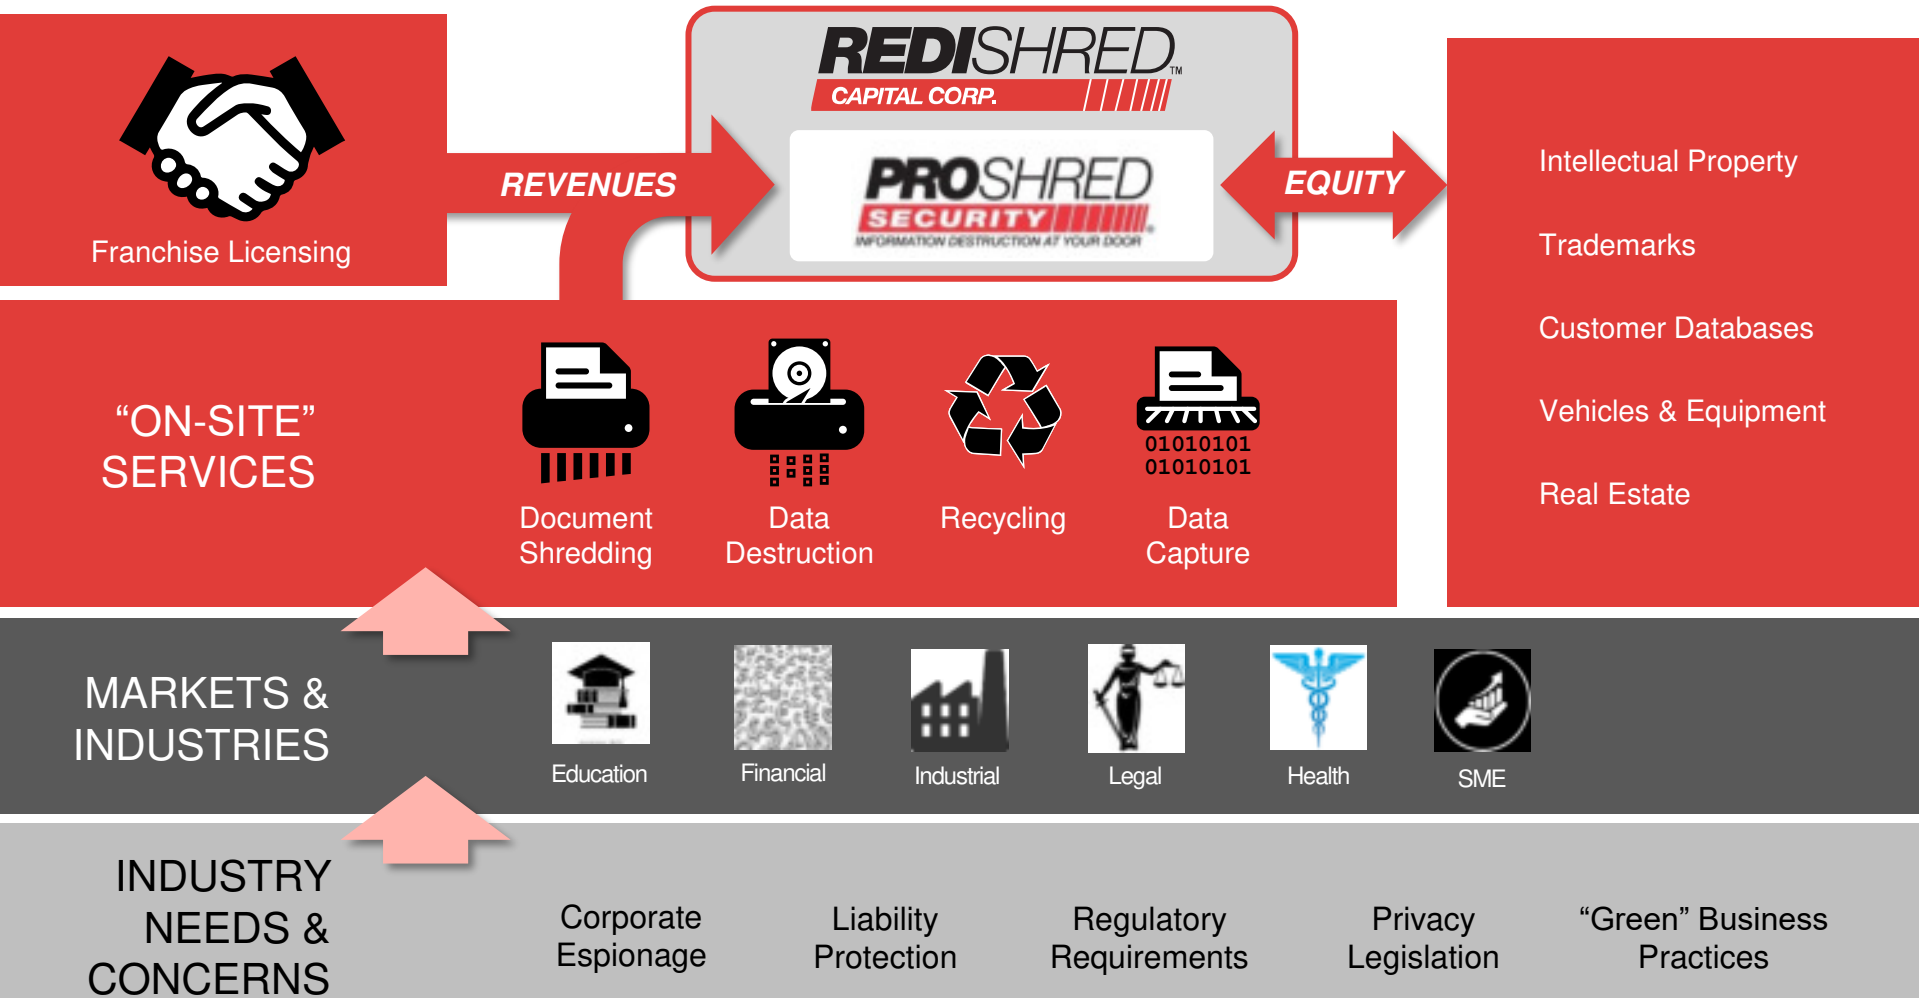 REDISHRED
™
CAPITAL CORP.
PROSHRED
SECURITY
®
INFORMATION DESTRUCTION AT YOUR DOOR
REVENUES
EQUITY
Franchise Licensing
Intellectual Property
Trademarks
Customer Databases
Vehicles & Equipment
Real Estate
“ON-SITE”
SERVICES
01010101
01010101
Document
Shredding
Data
Destruction
Recycling
Data
Capture
MARKETS &
INDUSTRIES
Education
Financial
Industrial
Legal
Health
SME
INDUSTRY
NEEDS &
CONCERNS
Corporate
Espionage
Liability
Protection
Regulatory
Requirements
Privacy
Legislation
“Green” Business
Practices